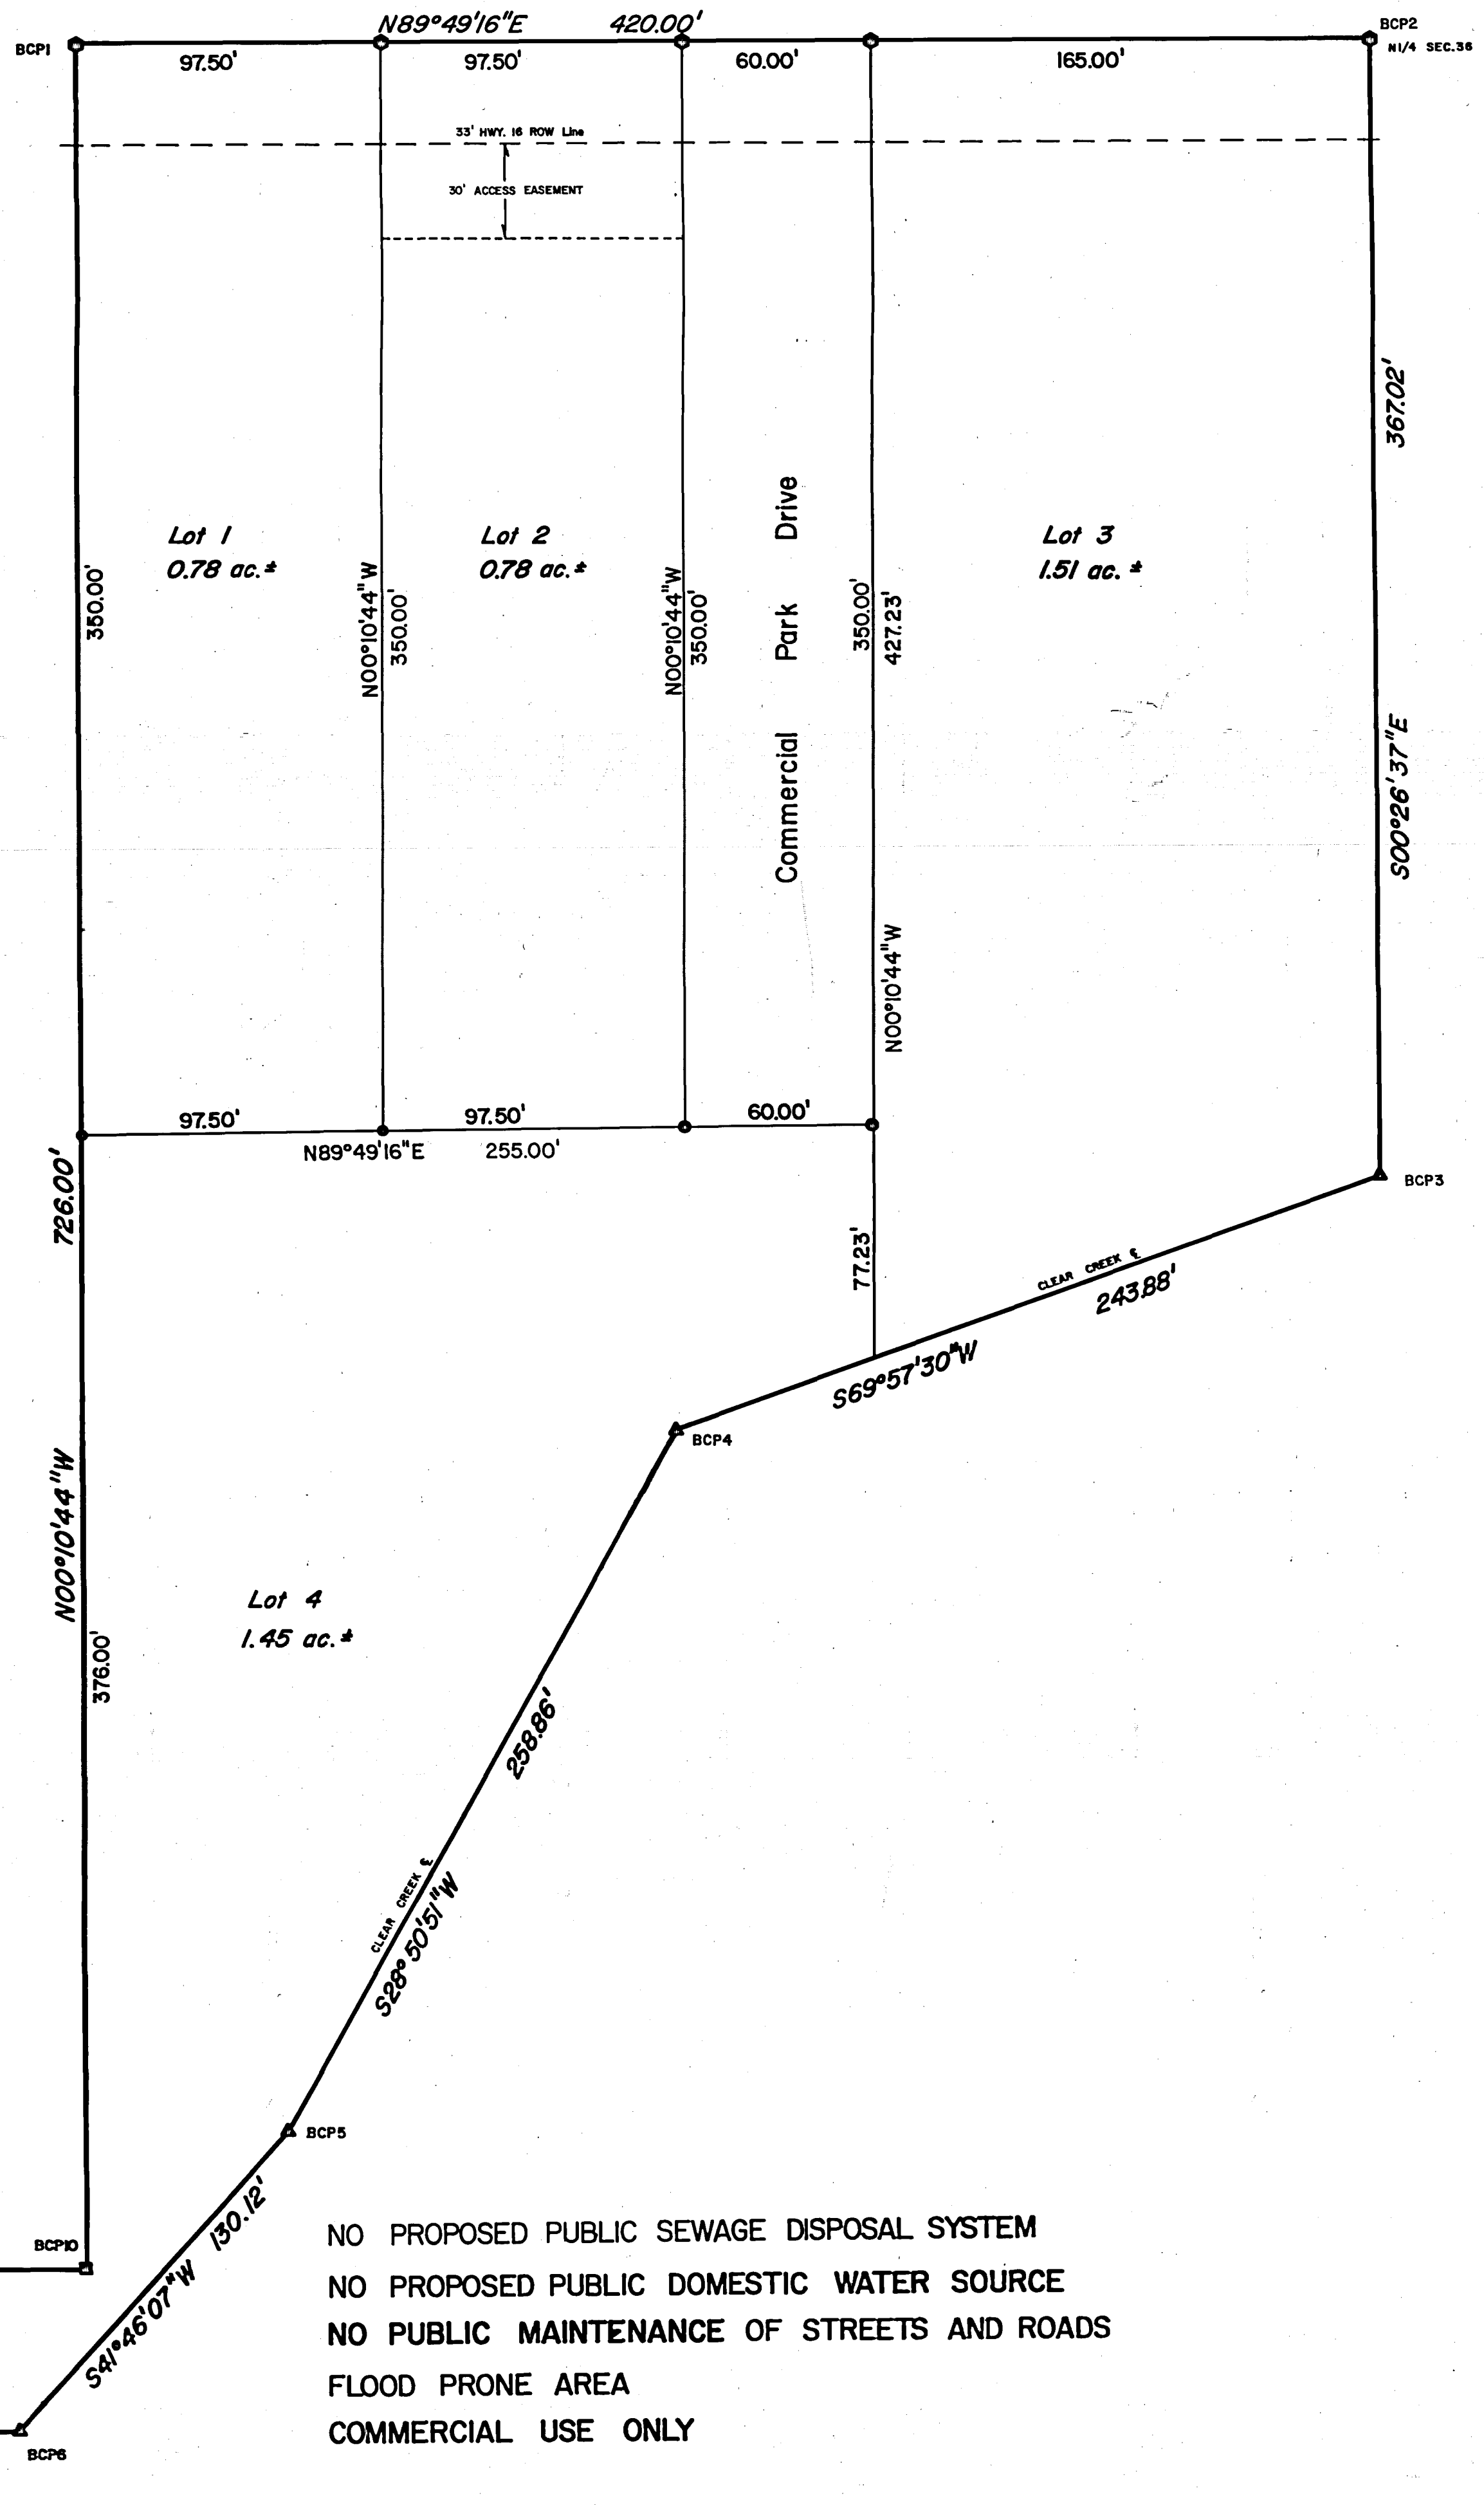 N89°49'16"E 420.00'
BCP1
BCP2
N1/4 SEC.36
97.50' 97.50' 60.00' 165.00'
33' HWY. 16 ROW Line
30' ACCESS EASEMENT
367.02'
S00°26'37"E
Lot 1
0.78 ac.±
Lot 2
0.78 ac.±
Commercial Park Drive
Lot 3
1.51 ac. ±
350.00'
N00°10'44"W
350.00'
N00°10'44"W
350.00'
350.00'
427.23'
N00°10'44"W
97.50' 97.50' 60.00'
N89°49'16"E 255.00'
726.00'
BCP3
77.23'
CLEAR CREEK ℄
243.88'
S69°57'30"W
BCP4
N00°10'44"W
Lot 4
1.45 ac.±
376.00'
258.86'
CLEAR CREEK ℄
S28°50'51"W
BCP5
130.12'
BCP10
S41°46'07"W
BCP6
NO PROPOSED PUBLIC SEWAGE DISPOSAL SYSTEM
NO PROPOSED PUBLIC DOMESTIC WATER SOURCE
NO PUBLIC MAINTENANCE OF STREETS AND ROADS
FLOOD PRONE AREA
COMMERCIAL USE ONLY